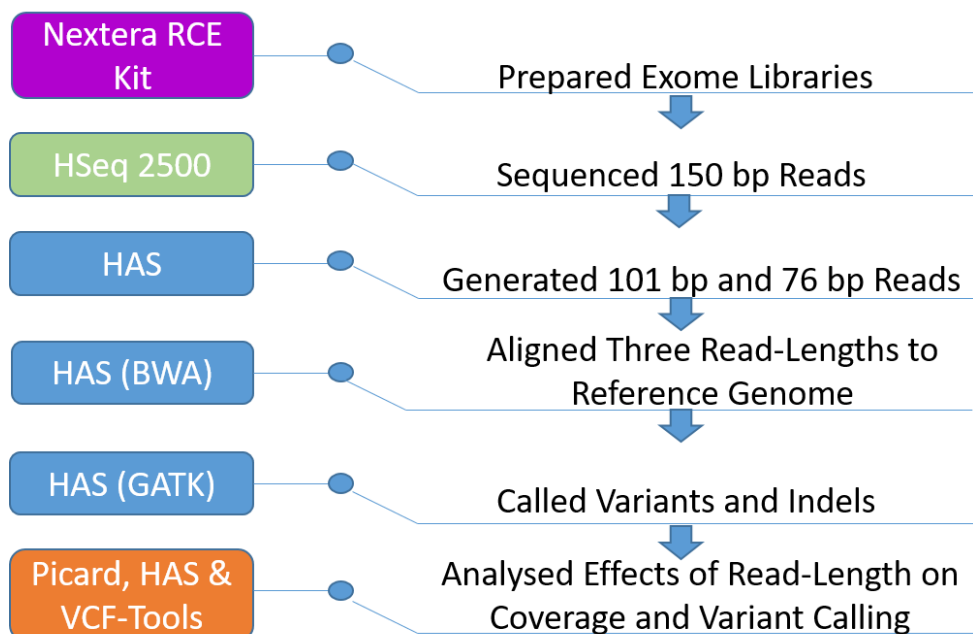 Nextera RCE
Kit
Prepared Exome Libraries
HSeq 2500
Sequenced 150 bp Reads
HAS
Generated 101 bp and 76 bp Reads
HAS (BWA)
Aligned Three Read-Lengths to
Reference Genome
HAS (GATK)
Called Variants and Indels
Picard, HAS &
VCF-Tools
Analysed Effects of Read-Length on
Coverage and Variant Calling